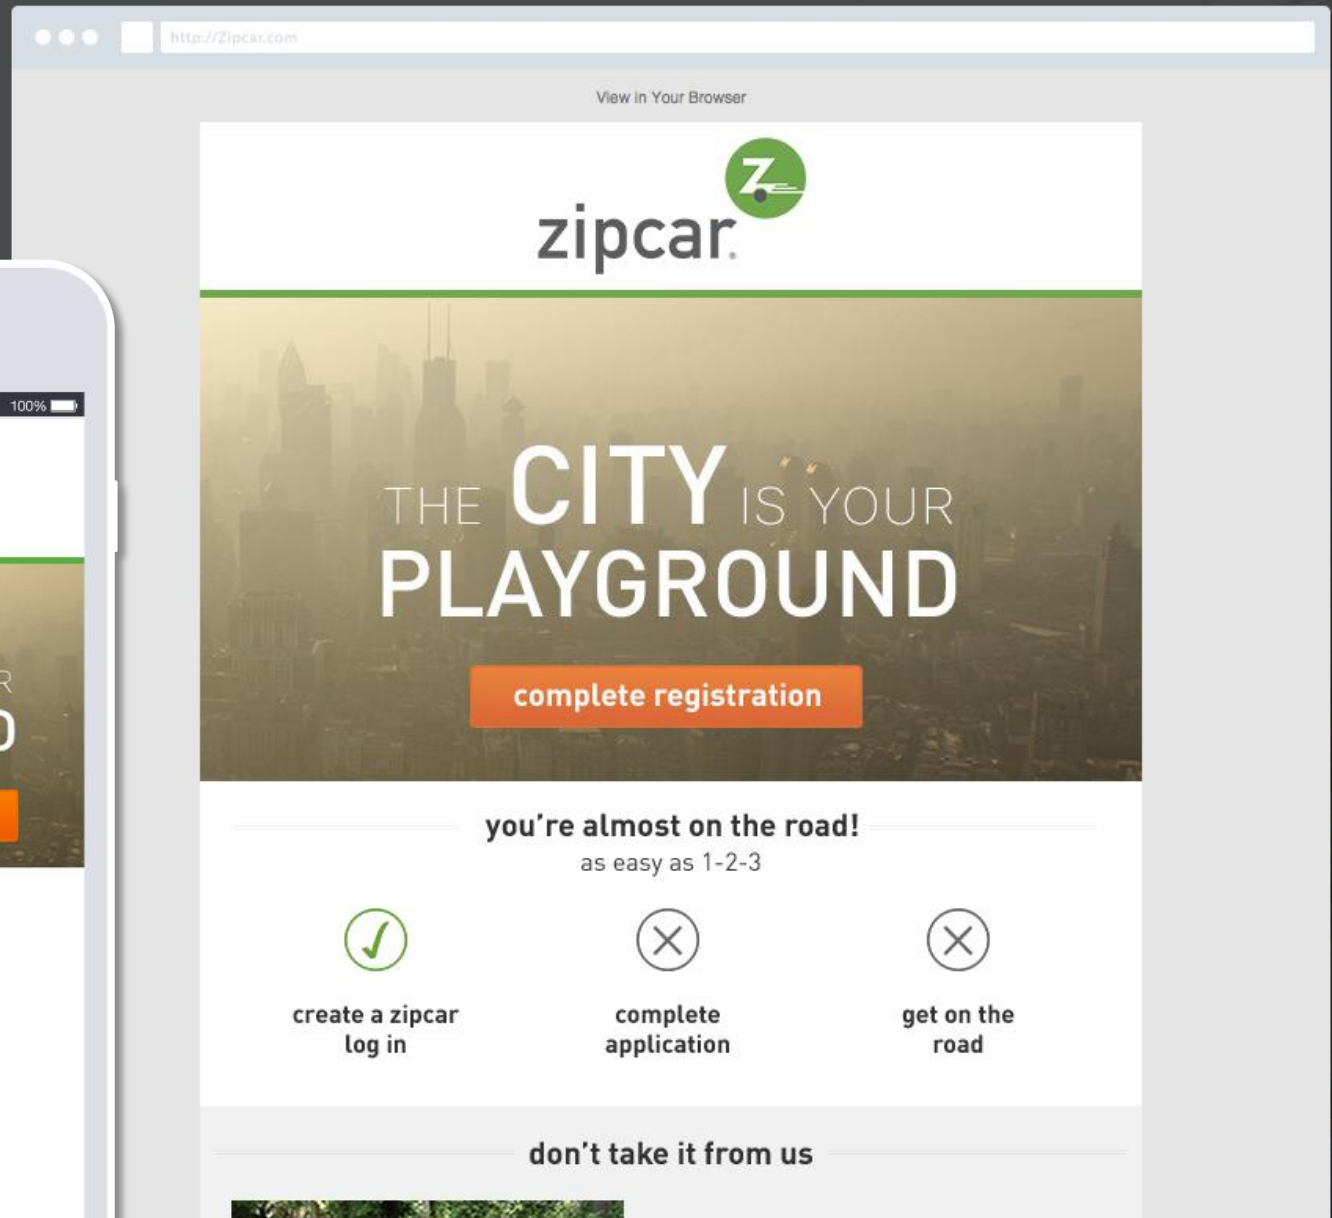 http://Zipcar.com
View in Your Browser
Z
zipcar®
THE CITY IS YOUR
PLAYGROUND
complete registration
you're almost on the road!
as easy as 1-2-3
create a zipcar
log in
complete
application
get on the
road
don't take it from us
100%
R
D